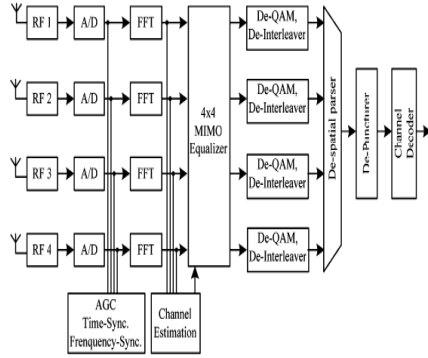 RF 1
A/D
FFT
De-QAM,
De-Interleaver
RF 2
A/D
FFT
De-QAM,
De-Interleaver
4x4
MIMO
Equalizer
RF 3
A/D
FFT
De-QAM,
De-Interleaver
RF 4
A/D
FFT
De-QAM,
De-Interleaver
De-spatial parser
De-Puncturer
Channel
Decoder
AGC
Time-Sync.
Frenquency-Sync.
Channel
Estimation